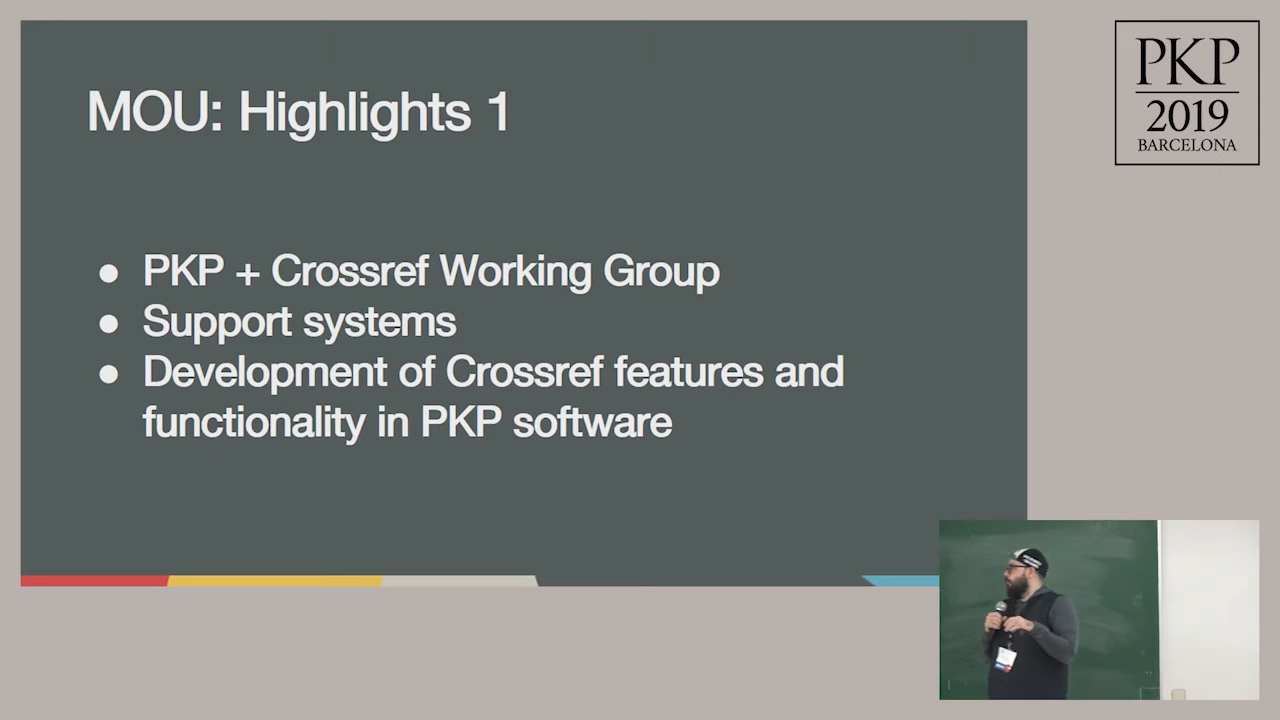 MOU: Highlights 1
● PKP + Crossref Working Group
● Support systems
● Development of Crossref features and
functionality in PKP software
PKP
2019
BARCELONA